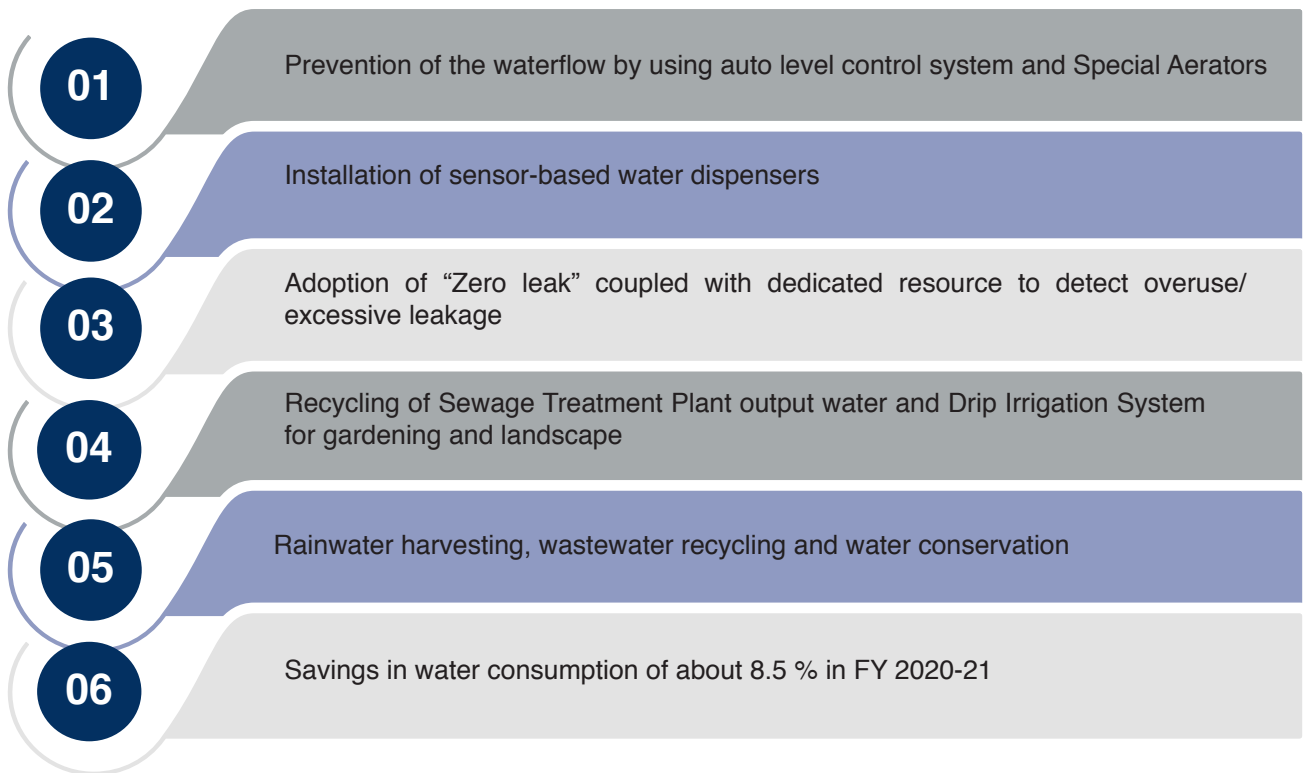 01
Prevention of the waterflow by using auto level control system and Special Aerators
02
Installation of sensor-based water dispensers
03
Adoption of “Zero leak” coupled with dedicated resource to detect overuse/
excessive leakage
04
Recycling of Sewage Treatment Plant output water and Drip Irrigation System
for gardening and landscape
05
Rainwater harvesting, wastewater recycling and water conservation
06
Savings in water consumption of about 8.5 % in FY 2020-21